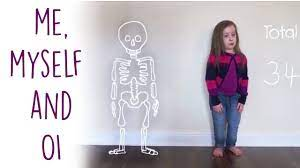 ME,
MYSELF
AND
OI
Total
34